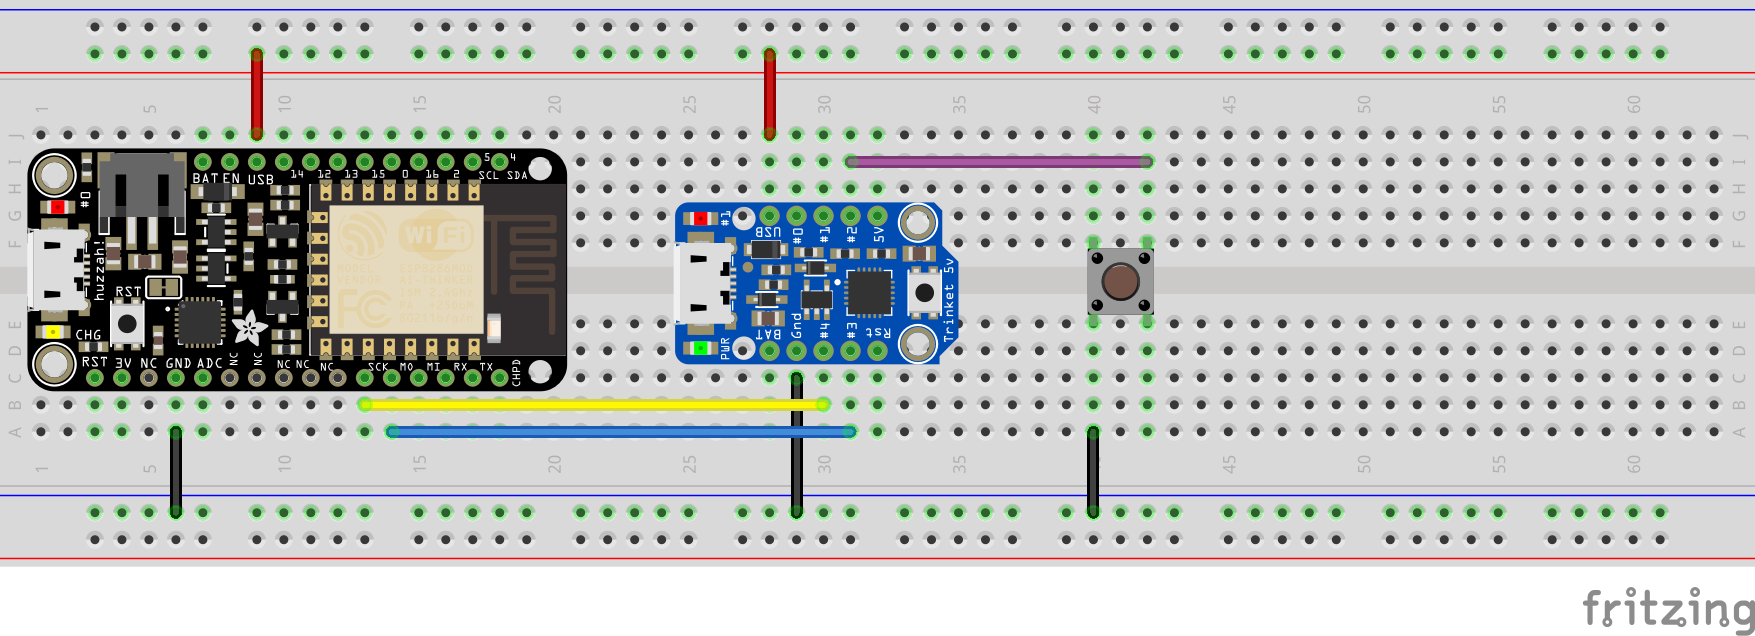 1 5 10 15 20 25 30 35 40 45 50 55 60
J J
I I
H H
G G
F F
BAT EN USB 14 12 13 15 0 16 2 5 SCL 4 SDA
#0
huzzah!
RST
CHG
WiFi
FC
RST 3V NC GND ADC NC NC NC NC NC SCK MO MI RX TX CHPD
#1
USB #0 #1 #2 5V
PWR
BAT Gnd #4 #3 Rst
Trinket 5v
E E
D D
C C
B B
A A
1 5 10 15 20 25 30 35 45 50 55 60
fritzing